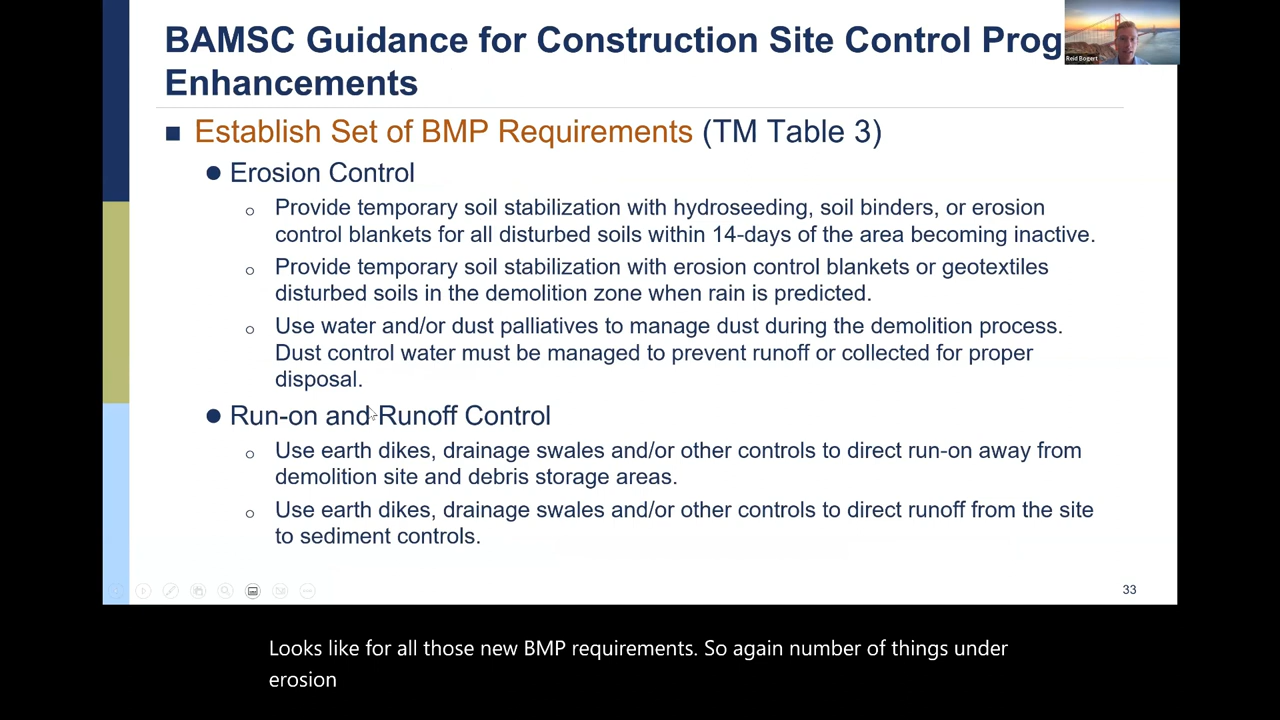 BAMSC Guidance for Construction Site Control Prog
Enhancements
Reid Bogert
■ Establish Set of BMP Requirements (TM Table 3)
● Erosion Control
○ Provide temporary soil stabilization with hydroseeding, soil binders, or erosion
control blankets for all disturbed soils within 14-days of the area becoming inactive.
○ Provide temporary soil stabilization with erosion control blankets or geotextiles
disturbed soils in the demolition zone when rain is predicted.
○ Use water and/or dust palliatives to manage dust during the demolition process.
Dust control water must be managed to prevent runoff or collected for proper
disposal.
● Run-on and Runoff Control
○ Use earth dikes, drainage swales and/or other controls to direct run-on away from
demolition site and debris storage areas.
○ Use earth dikes, drainage swales and/or other controls to direct runoff from the site
to sediment controls.
33
Looks like for all those new BMP requirements. So again number of things under
erosion